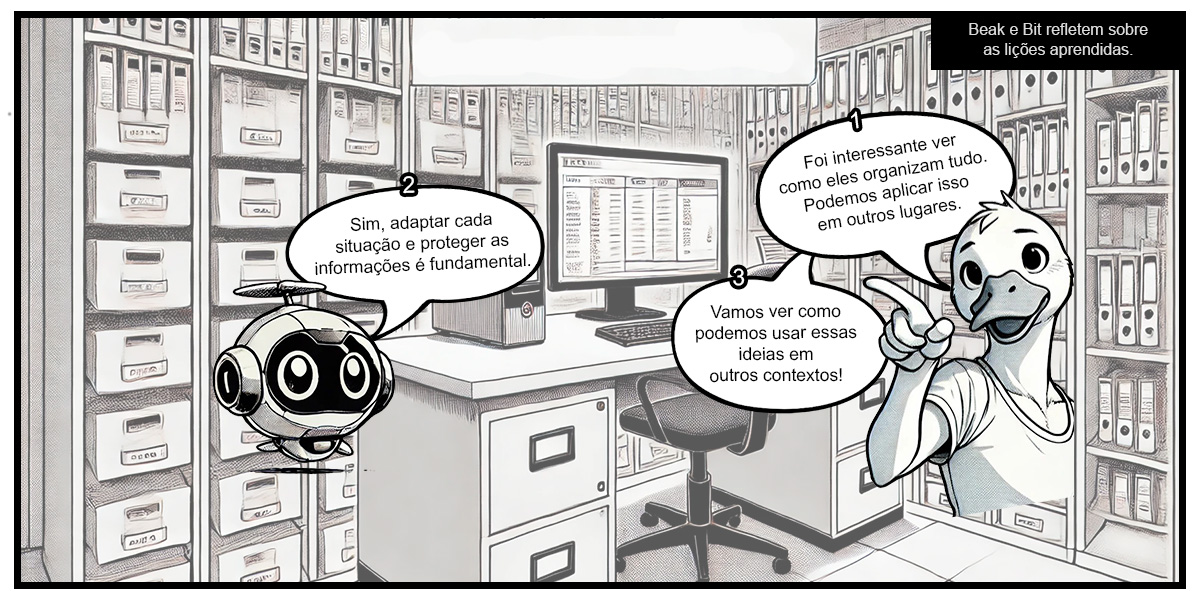 Beak e Bit refletem sobre
as lições aprendidas.
1
Foi interessante ver
como eles organizam tudo.
Podemos aplicar isso
em outros lugares.
2
Sim, adaptar cada
situação e proteger as
informações é fundamental.
3
Vamos ver como
podemos usar essas
ideias em
outros contextos!